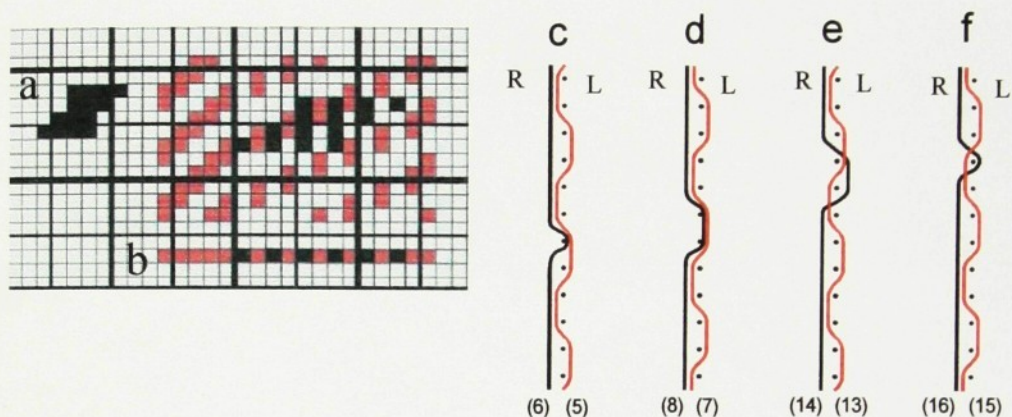 a
b
c d e f
R L R L R L R L
(6) (5) (8) (7) (14) (13) (16) (15)